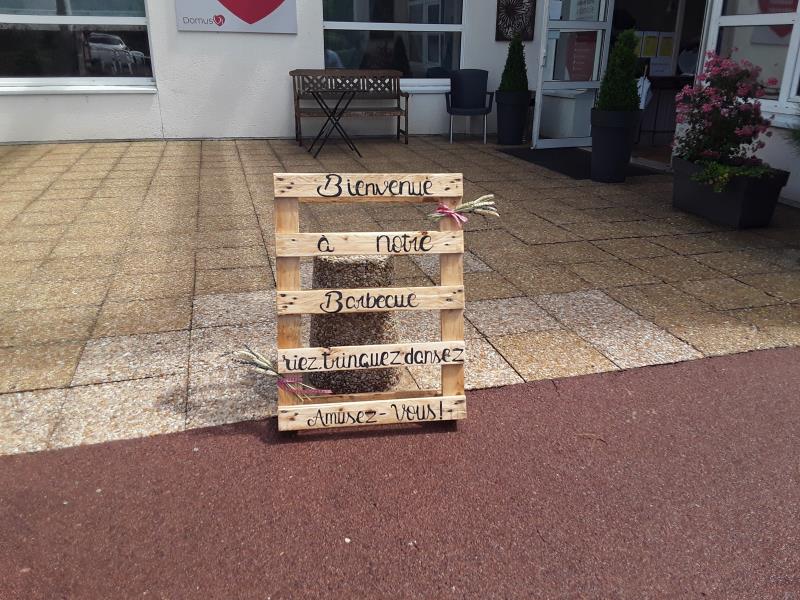 Domus
Bienvenue
à notre
Barbecue
riez, trinquez, dansez
Amusez-Vous!